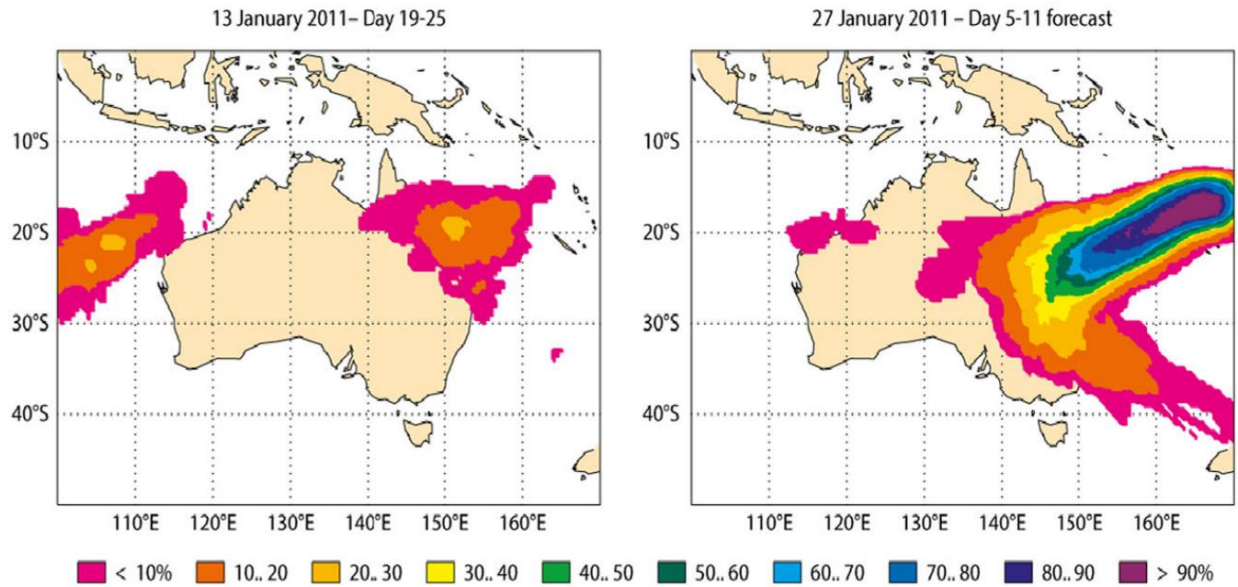 13 January 2011– Day 19-25
27 January 2011 – Day 5-11 forecast
10°S
20°S
30°S
40°S
10°S
20°S
30°S
40°S
110°E 120°E 130°E 140°E 150°E 160°E
110°E 120°E 130°E 140°E 150°E 160°E
< 10% 10.. 20 20.. 30 30.. 40 40.. 50 50.. 60 60.. 70 70.. 80 80.. 90 > 90%